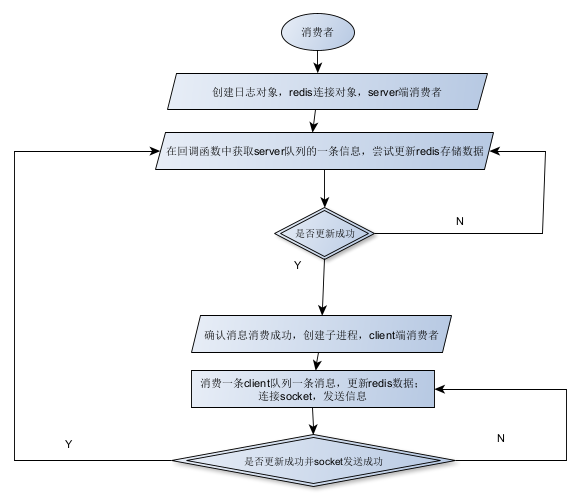 消费者
创建日志对象，redis连接对象，server端消费者
在回调函数中获取server队列的一条信息，尝试更新redis存储数据
N
是否更新成功
Y
确认消息消费成功，创建子进程，client端消费者
消费一条client队列一条消息，更新redis数据；
连接socket，发送信息
Y
N
是否更新成功并socket发送成功